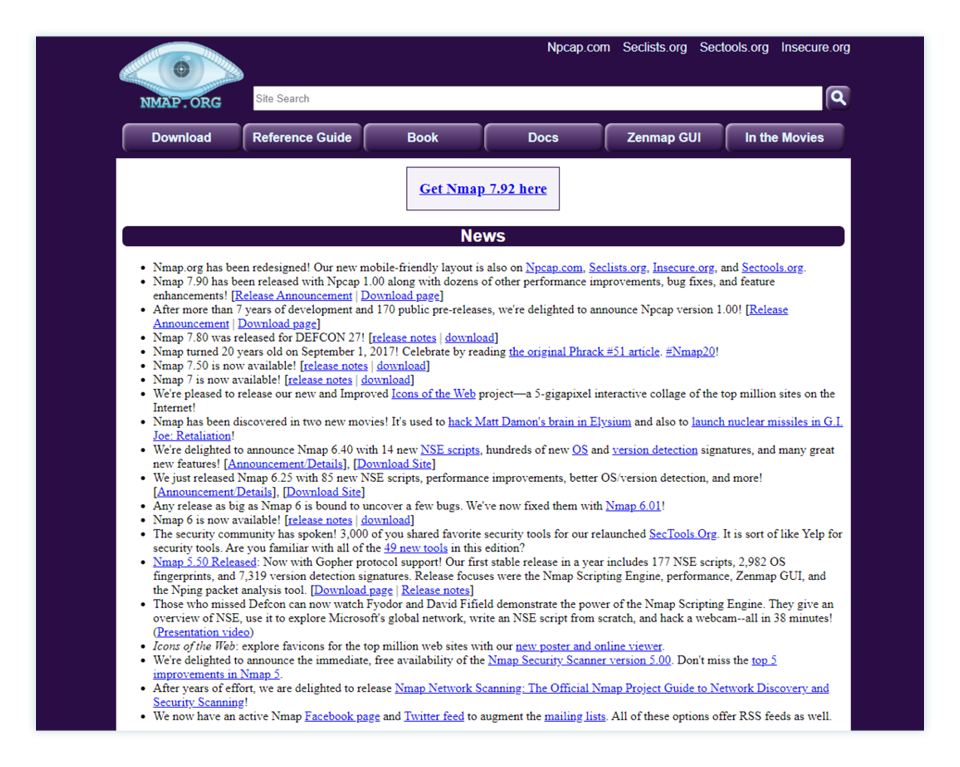 Npcap.com Seclists.org Sectools.org Insecure.org
NMAP.ORG
Site Search
Download Reference Guide Book Docs Zenmap GUI In the Movies
Get Nmap 7.92 here
News
• Nmap.org has been redesigned! Our new mobile-friendly layout is also on Npcap.com, Seclists.org, Insecure.org, and Sectools.org.
• Nmap 7.90 has been released with Npcap 1.00 along with dozens of other performance improvements, bug fixes, and feature
enhancements! [Release Announcement | Download page]
• After more than 7 years of development and 170 public pre-releases, we're delighted to announce Npcap version 1.00! [Release
Announcement | Download page]
• Nmap 7.80 was released for DEFCON 27! [release notes | download]
• Nmap turned 20 years old on September 1, 2017! Celebrate by reading the original Phrack #51 article. #Nmap20!
• Nmap 7.50 is now available! [release notes | download]
• Nmap 7 is now available! [release notes | download]
• We're pleased to release our new and Improved Icons of the Web project—a 5-gigapixel interactive collage of the top million sites on the
Internet!
• Nmap has been discovered in two new movies! It's used to hack Matt Damon's brain in Elysium and also to launch nuclear missiles in G.I.
Joe: Retaliation!
• We're delighted to announce Nmap 6.40 with 14 new NSE scripts, hundreds of new OS and version detection signatures, and many great
new features! [Announcement/Details], [Download Site]
• We just released Nmap 6.25 with 85 new NSE scripts, performance improvements, better OS/version detection, and more!
[Announcement/Details], [Download Site]
• Any release as big as Nmap 6 is bound to uncover a few bugs. We've now fixed them with Nmap 6.01!
• Nmap 6 is now available! [release notes | download]
• The security community has spoken! 3,000 of you shared favorite security tools for our relaunched SecTools.Org. It is sort of like Yelp for
security tools. Are you familiar with all of the 49 new tools in this edition?
• Nmap 5.50 Released: Now with Gopher protocol support! Our first stable release in a year includes 177 NSE scripts, 2,982 OS
fingerprints, and 7,319 version detection signatures. Release focuses were the Nmap Scripting Engine, performance, Zenmap GUI, and
the Nping packet analysis tool. [Download page | Release notes]
• Those who missed Defcon can now watch Fyodor and David Fifield demonstrate the power of the Nmap Scripting Engine. They give an
overview of NSE, use it to explore Microsoft's global network, write an NSE script from scratch, and hack a webcam--all in 38 minutes!
(Presentation video)
• Icons of the Web: explore favicons for the top million web sites with our new poster and online viewer.
• We're delighted to announce the immediate, free availability of the Nmap Security Scanner version 5.00. Don't miss the top 5
improvements in Nmap 5.
• After years of effort, we are delighted to release Nmap Network Scanning: The Official Nmap Project Guide to Network Discovery and
Security Scanning!
• We now have an active Nmap Facebook page and Twitter feed to augment the mailing lists. All of these options offer RSS feeds as well.